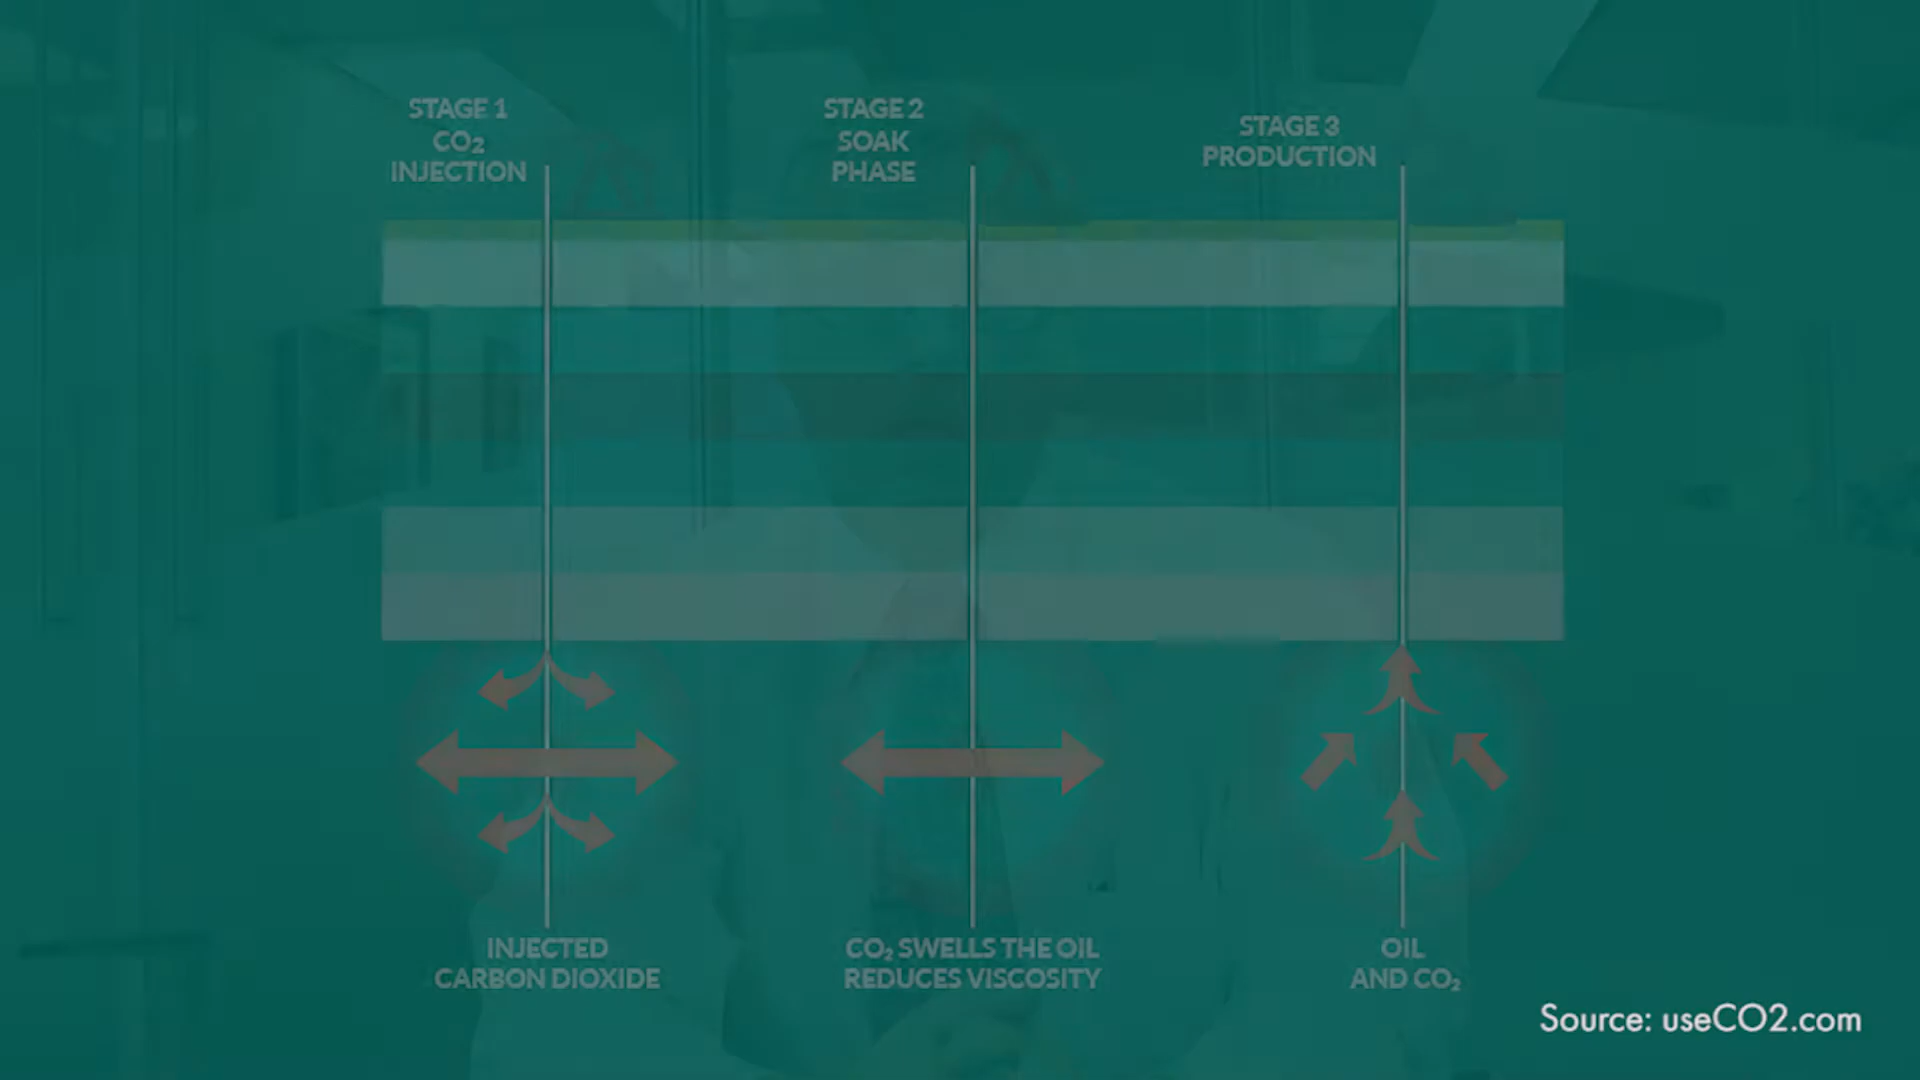 STAGE 1
CO₂
INJECTION
STAGE 2
SOAK
PHASE
STAGE 3
PRODUCTION
INJECTED
CARBON DIOXIDE
CO₂ SWELLS THE OIL
REDUCES VISCOSITY
OIL
AND CO₂
Source: useCO2.com